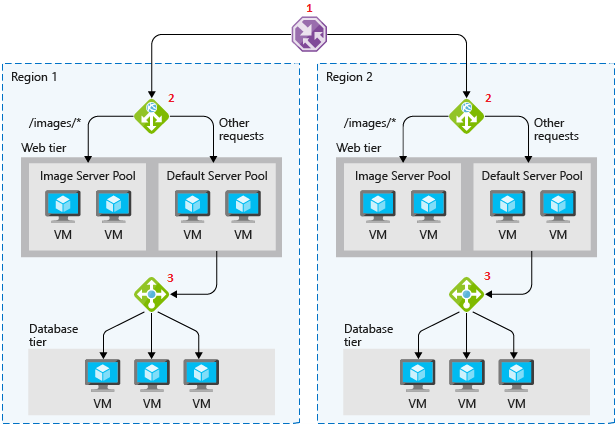 1
Region 1
2
/images/*
Other
requests
Web tier
Image Server Pool
VM
VM
Default Server Pool
VM
VM
3
Database
tier
VM
VM
VM
Region 2
2
/images/*
Other
requests
Web tier
Image Server Pool
VM
VM
Default Server Pool
VM
VM
3
Database
tier
VM
VM
VM